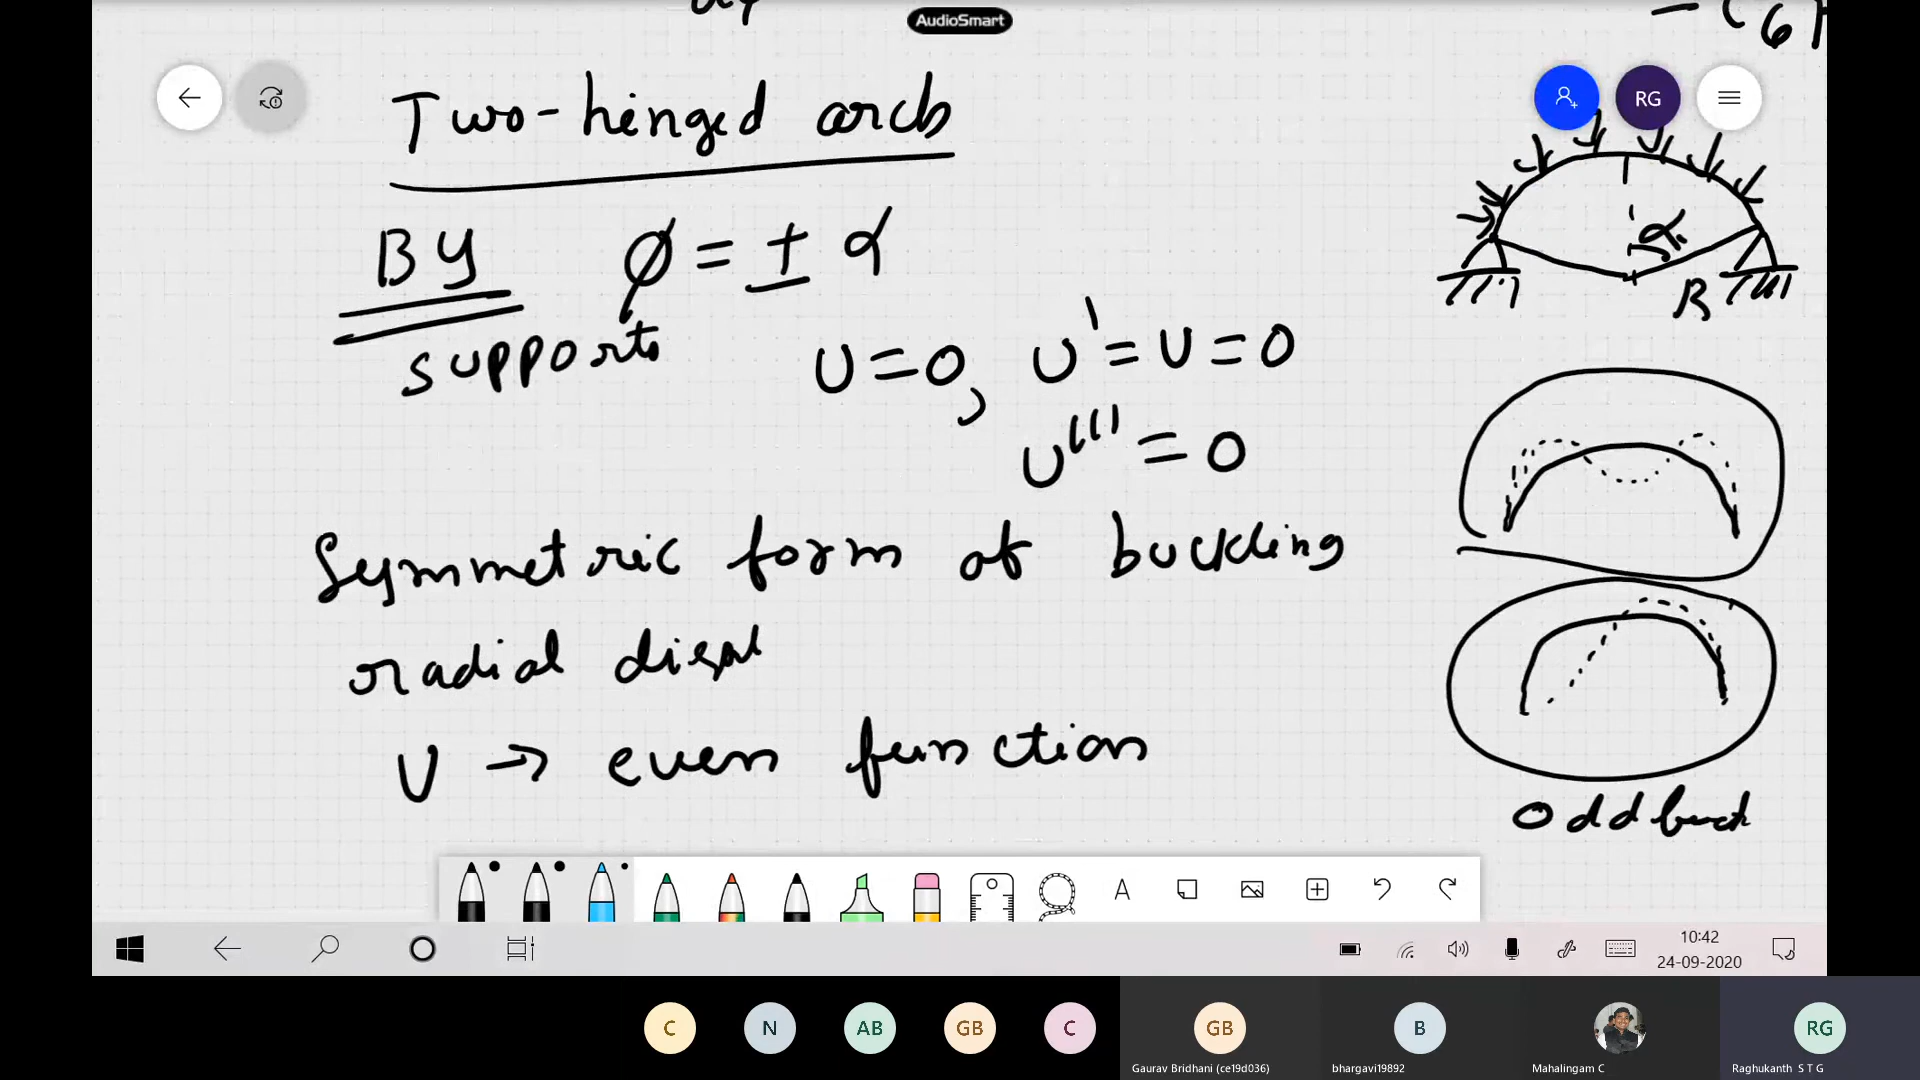 AudioSmart
Two-hinged arch
RG
BY φ = ± α
α
R
supports U=0, U' = V = 0
U''' = 0
Symmetric form of buckling
radial displ
U → even function
Odd buck
A
10:42
24-09-2020
C N AB GB C GB B RG
Gaurav Bridhani (ce19d036) bhargavi19892 Mahalingam C Raghukanth S T G